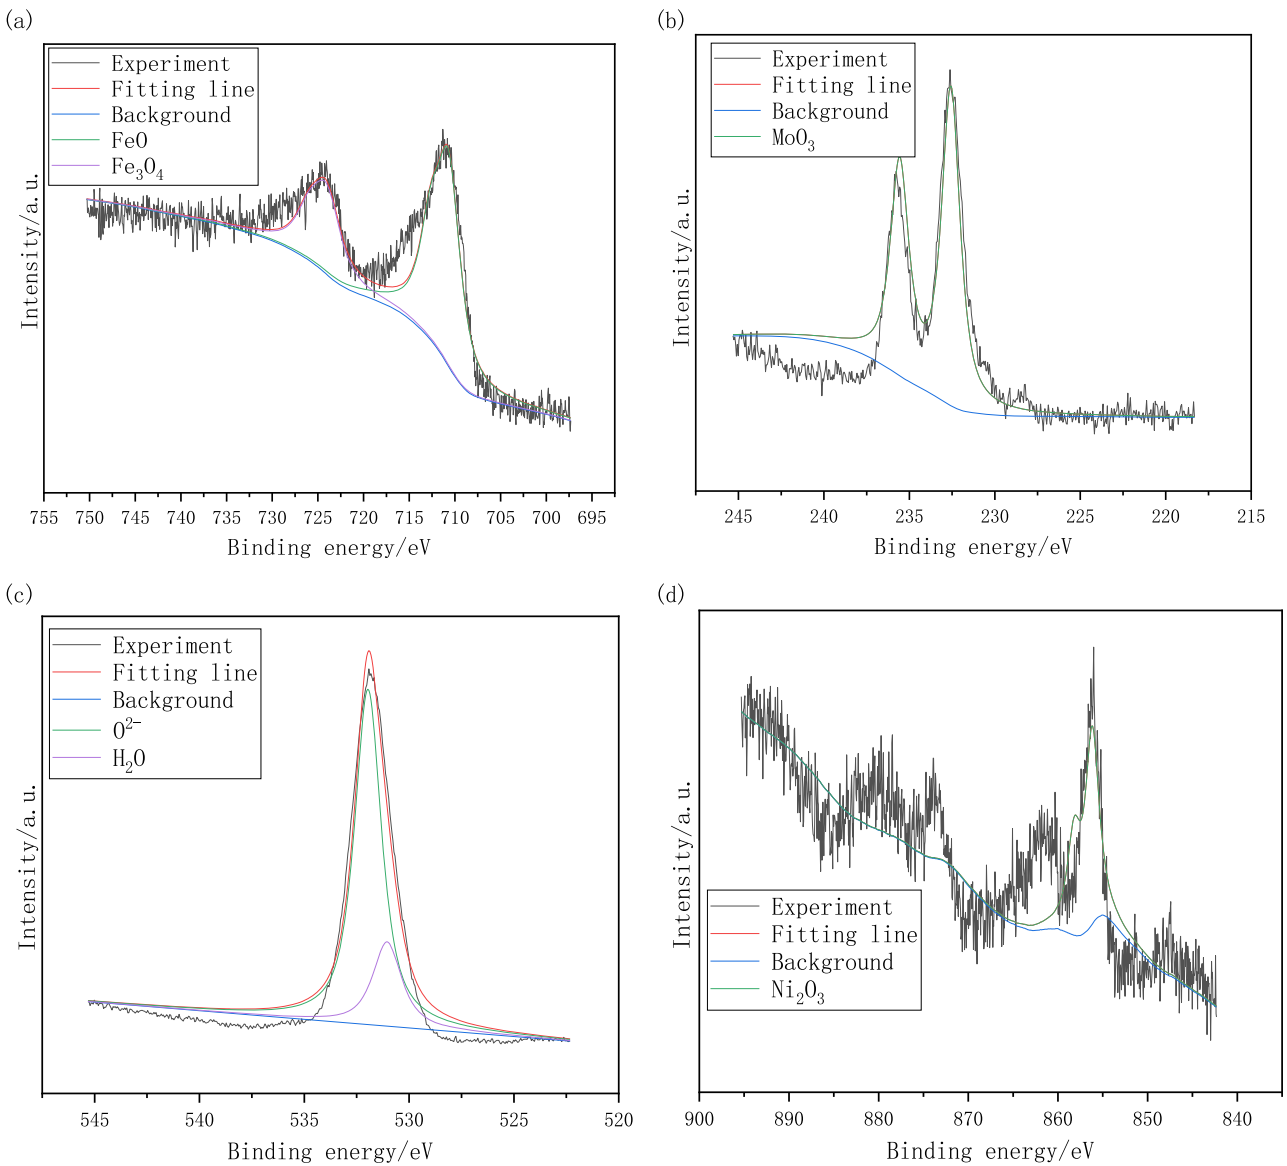 (a)
Experiment
Fitting line
Background
FeO
Fe₃O₄
Intensity/a.u.
755 750 745 740 735 730 725 720 715 710 705 700 695
Binding energy/eV
(b)
Experiment
Fitting line
Background
MoO₃
Intensity/a.u.
245 240 235 230 225 220 215
Binding energy/eV
(c)
Experiment
Fitting line
Background
O²⁻
H₂O
Intensity/a.u.
545 540 535 530 525 520
Binding energy/eV
(d)
Experiment
Fitting line
Background
Ni₂O₃
Intensity/a.u.
900 890 880 870 860 850 840
Binding energy/eV